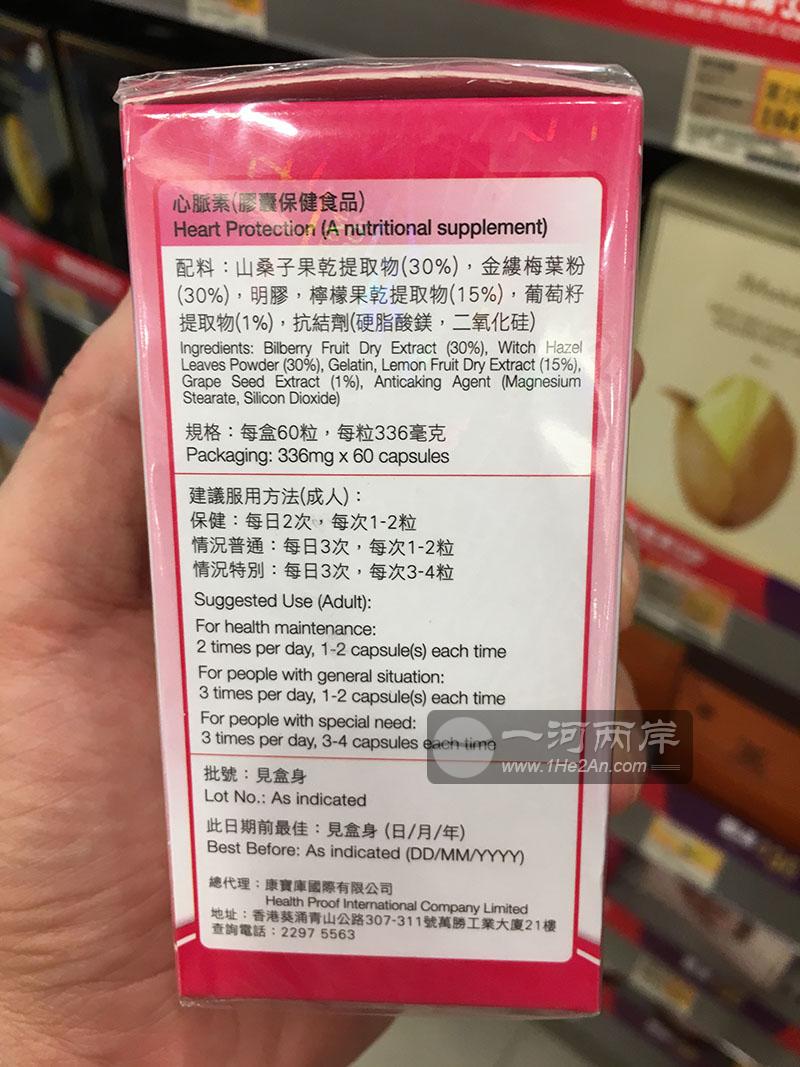 心脈素(膠囊保健食品)
Heart Protection (A nutritional supplement)
配料：山桑子果乾提取物(30%)，金縷梅葉粉
(30%)，明膠，檸檬果乾提取物(15%)，葡萄籽
提取物(1%)，抗結劑(硬脂酸鎂，二氧化硅)
Ingredients: Bilberry Fruit Dry Extract (30%), Witch Hazel
Leaves Powder (30%), Gelatin, Lemon Fruit Dry Extract (15%),
Grape Seed Extract (1%), Anticaking Agent (Magnesium
Stearate, Silicon Dioxide)
規格：每盒60粒，每粒336毫克
Packaging: 336mg x 60 capsules
建議服用方法(成人)：
保健：每日2次，每次1-2粒
情況普通：每日3次，每次1-2粒
情況特別：每日3次，每次3-4粒
Suggested Use (Adult):
For health maintenance:
2 times per day, 1-2 capsule(s) each time
For people with general situation:
3 times per day, 1-2 capsule(s) each time
For people with special need:
3 times per day, 3-4 capsules each time
一河两岸
www.1He2An.com
批號：見盒身
Lot No.: As indicated
此日期前最佳：見盒身 (日/月/年)
Best Before: As indicated (DD/MM/YYYY)
總代理：康寶庫國際有限公司
Health Proof International Company Limited
地址：香港葵涌青山公路307-311號萬勝工業大廈21樓
查詢電話：2297 5563